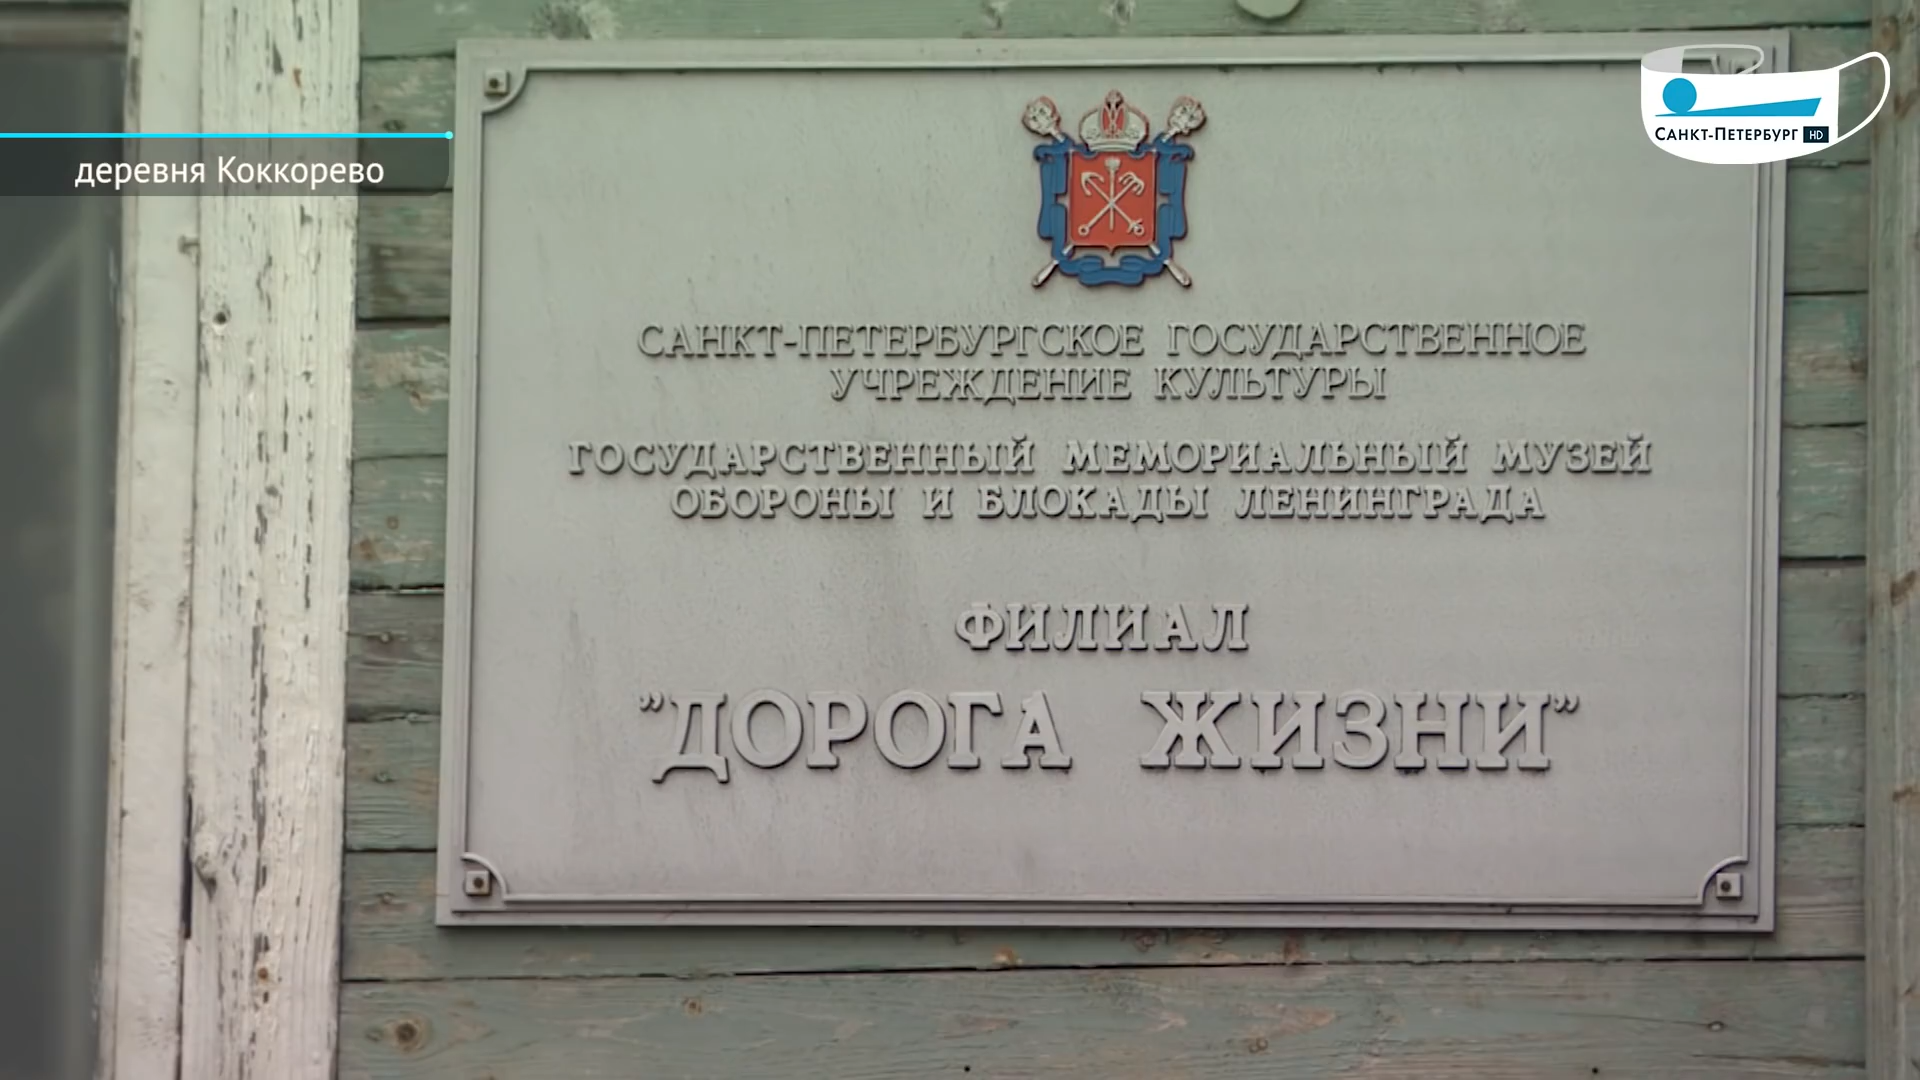 деревня Коккорево
САНКТ-ПЕТЕРБУРГ HD
САНКТ-ПЕТЕРБУРГСКОЕ ГОСУДАРСТВЕННОЕ
УЧРЕЖДЕНИЕ КУЛЬТУРЫ
ГОСУДАРСТВЕННЫЙ МЕМОРИАЛЬНЫЙ МУЗЕЙ
ОБОРОНЫ И БЛОКАДЫ ЛЕНИНГРАДА
ФИЛИАЛ
"ДОРОГА ЖИЗНИ"